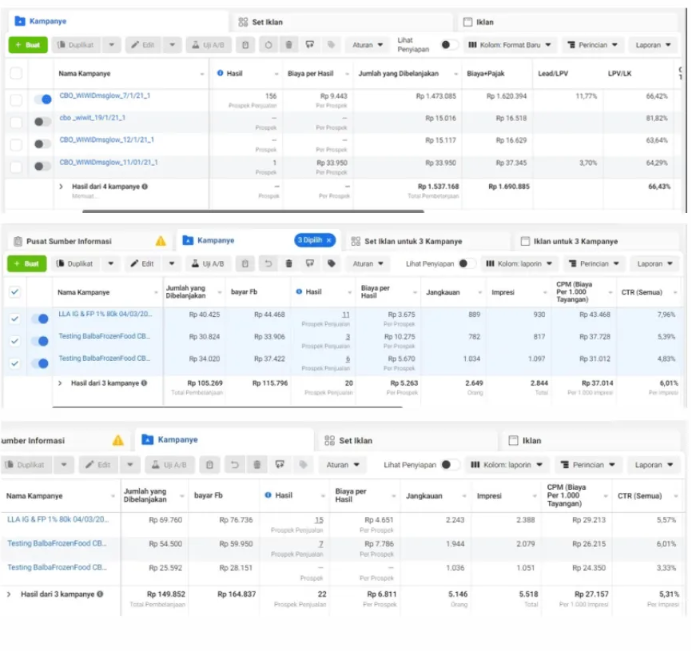 Kampanye
Set Iklan
Iklan
+ Buat
Duplikat
Edit
Uji A/B
Aturan
Lihat Penyiapan
Kolom: Format Baru
Perincian
Laporan
Nama Kampanye
Hasil
Biaya per Hasil
Jumlah yang Dibelanjakan
Biaya+Pajak
Lead/LPV
LPV/LK
CBO_WIWIDmsglow_7/1/21_1
156
Rp 9.443
Rp 1.473.085
Rp 1.620.394
11,77%
66,42%
Prospek Penjualan
Per Prospek
cbo _wiwit_19/1/21_1
—
—
Rp 15.016
Rp 16.518
81,82%
Prospek
Per Prospek
CBO_WIWIDmsglow_12/1/21_1
—
—
Rp 15.117
Rp 16.629
63,64%
Prospek
Per Prospek
CBO_WIWIDmsglow_11/01/21_1
1
Rp 33.950
Rp 33.950
Rp 37.345
3,70%
64,29%
Prospek
Per Prospek
Hasil dari 4 kampanye
—
—
Rp 1.537.168
Rp 1.690.885
66,43%
Memuat...
Prospek
Per Prospek
Total Pembelanjaan
Pusat Sumber Informasi
Kampanye
3 Dipilih ×
Set Iklan untuk 3 Kampanye
Iklan untuk 3 Kampanye
+ Buat
Duplikat
Edit
Uji A/B
Aturan
Lihat Penyiapan
Kolom: laporin
Perincian
Laporan
Nama Kampanye
Jumlah yang Dibelanjakan
bayar Fb
Hasil
Biaya per Hasil
Jangkauan
Impresi
CPM (Biaya Per 1.000 Tayangan)
CTR (Semua)
LLA IG & FP 1% 80k 04/03/20...
Rp 40.425
Rp 44.468
11
Rp 3.675
889
930
Rp 43.468
7,96%
Prospek Penjualan
Per Prospek
Testing BalbaFrozenFood CB...
Rp 30.824
Rp 33.906
3
Rp 10.275
782
817
Rp 37.728
5,39%
Prospek Penjualan
Per Prospek
Testing BalbaFrozenFood CB...
Rp 34.020
Rp 37.422
6
Rp 5.670
1.034
1.097
Rp 31.012
4,83%
Prospek Penjualan
Per Prospek
Hasil dari 3 kampanye
Rp 105.269
Rp 115.796
20
Rp 5.263
2.649
2.844
Rp 37.014
6,01%
Total Pembelanjaan
Prospek Penjualan
Per Prospek
Orang
Total
Per 1.000 Impresi
Per Impresi
umber Informasi
Kampanye
Set Iklan
Iklan
Duplikat
Edit
Uji A/B
Aturan
Lihat Penyiapan
Kolom: laporin
Perincian
Laporan
Nama Kampanye
Jumlah yang Dibelanjakan
bayar Fb
Hasil
Biaya per Hasil
Jangkauan
Impresi
CPM (Biaya Per 1.000 Tayangan)
CTR (Semua)
LLA IG & FP 1% 80k 04/03/20...
Rp 69.760
Rp 76.736
15
Rp 4.651
2.243
2.388
Rp 29.213
5,57%
Prospek Penjualan
Per Prospek
Testing BalbaFrozenFood CB...
Rp 54.500
Rp 59.950
7
Rp 7.786
1.944
2.079
Rp 26.215
6,01%
Prospek Penjualan
Per Prospek
Testing BalbaFrozenFood CB...
Rp 25.592
Rp 28.151
—
—
1.036
1.051
Rp 24.350
3,33%
Prospek
Per Prospek
Hasil dari 3 kampanye
Rp 149.852
Rp 164.837
22
Rp 6.811
5.146
5.518
Rp 27.157
5,31%
Total Pembelanjaan
Prospek Penjualan
Per Prospek
Orang
Total
Per 1.000 Impresi
Per Impresi